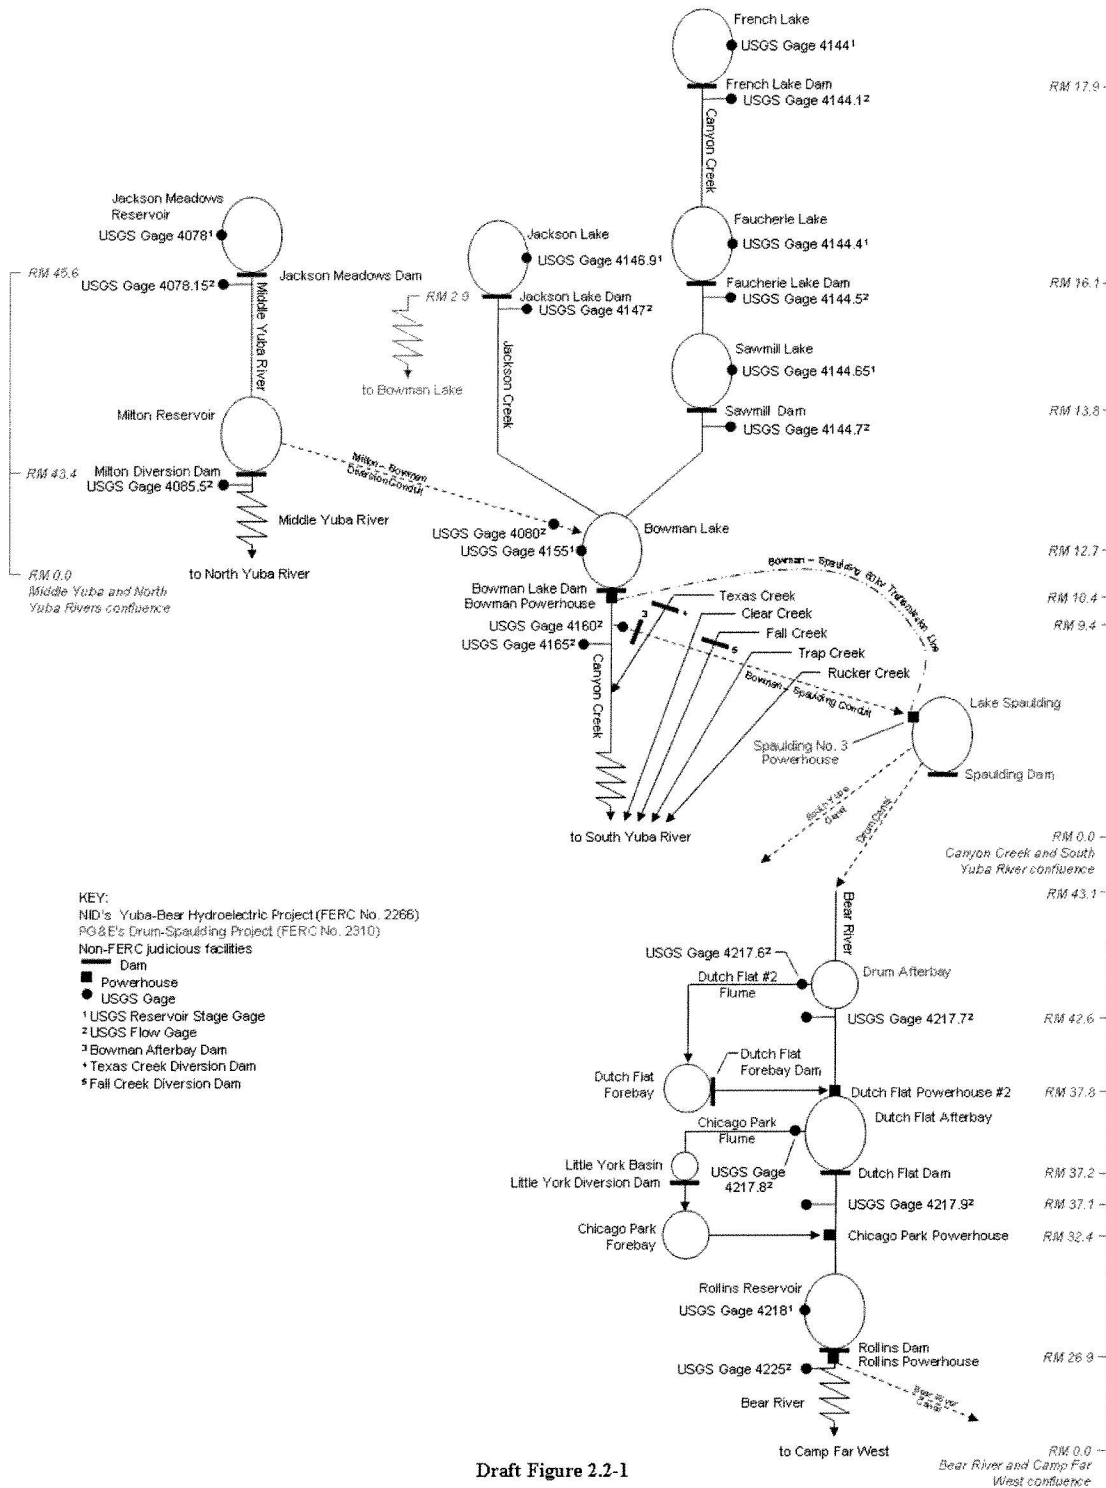 French Lake
USGS Gage 4144¹
French Lake Dam
RM 17.9
USGS Gage 4144.1²
Canyon Creek
Jackson Meadows
Reservoir
USGS Gage 4078¹
Jackson Lake
USGS Gage 4146.9¹
Faucherie Lake
USGS Gage 4144.4¹
RM 45.6
Jackson Meadows Dam
USGS Gage 4078.15²
Middle Yuba River
RM 2.9
Jackson Lake Dam
USGS Gage 4147²
Faucherie Lake Dam
RM 16.1
USGS Gage 4144.5²
to Bowman Lake
Jackson Creek
Sawmill Lake
USGS Gage 4144.65¹
Milton Reservoir
Sawmill Dam
RM 13.8
USGS Gage 4144.7²
RM 43.4
Milton Diversion Dam
USGS Gage 4085.5²
Milton – Bowman
Diversion Conduit
Middle Yuba River
to North Yuba River
RM 0.0
Middle Yuba and North
Yuba Rivers confluence
USGS Gage 4080²
Bowman Lake
USGS Gage 4155¹
RM 12.7
Bowman – Spaulding 60kv Transmission Line
Bowman Lake Dam
Bowman Powerhouse
Texas Creek
RM 10.4
Clear Creek
USGS Gage 4160²
3
4
RM 9.4
Fall Creek
5
USGS Gage 4165²
Trap Creek
Rucker Creek
Canyon Creek
Bowman – Spaulding Conduit
Lake Spaulding
Spaulding No. 3
Powerhouse
Spaulding Dam
South Yuba
Canal
Drum Canal
to South Yuba River
RM 0.0
Canyon Creek and South
Yuba River confluence
RM 43.1
KEY:
NID's Yuba-Bear Hydroelectric Project (FERC No. 2266)
PG&E's Drum-Spaulding Project (FERC No. 2310)
Non-FERC judicious facilities
Dam
Powerhouse
USGS Gage
¹ USGS Reservoir Stage Gage
² USGS Flow Gage
³ Bowman Afterbay Dam
⁴ Texas Creek Diversion Dam
⁵ Fall Creek Diversion Dam
Bear River
USGS Gage 4217.6²
Drum Afterbay
Dutch Flat #2
Flume
USGS Gage 4217.7²
RM 42.6
Dutch Flat
Forebay Dam
Dutch Flat
Forebay
Dutch Flat Powerhouse #2
RM 37.8
Dutch Flat Afterbay
Chicago Park
Flume
USGS Gage
4217.8²
Little York Basin
Little York Diversion Dam
Dutch Flat Dam
RM 37.2
USGS Gage 4217.9²
RM 37.1
Chicago Park
Forebay
Chicago Park Powerhouse
RM 32.4
Rollins Reservoir
USGS Gage 4218¹
Rollins Dam
Rollins Powerhouse
RM 26.9
USGS Gage 4225²
Bear River
Bear River
Canal
to Camp Far West
RM 0.0
Bear River and Camp Far
West confluence
Draft Figure 2.2-1